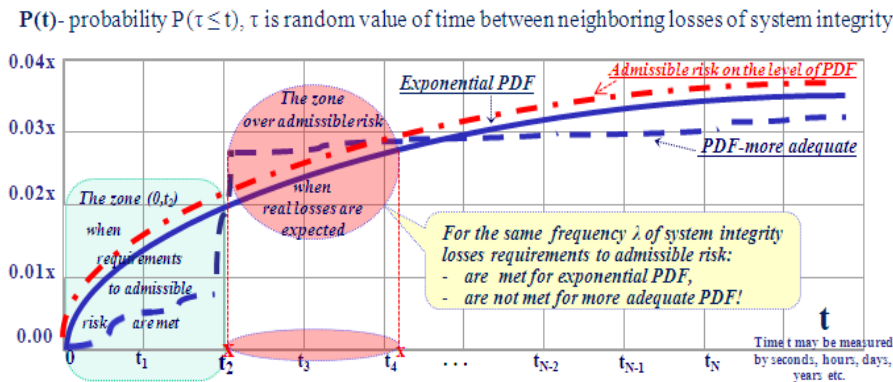 P(t)- probability P(τ ≤ t), τ is random value of time between neighboring losses of system integrity
0.04x
0.03x
0.02x
0.01x
0.00
Admissible risk on the level of PDF
Exponential PDF
The zone
over admissible risk
PDF-more adequate
when
real losses are
expected
The zone (0,t₂)
when
requirements
to admissible
risk are met
For the same frequency λ of system integrity
losses requirements to admissible risk:
- are met for exponential PDF,
- are not met for more adequate PDF!
t
Time t may be measured
by seconds, hours, days,
years etc.
0 t₁ t₂ x t₃ t₄ x . . . tN-2 tN-1 tN